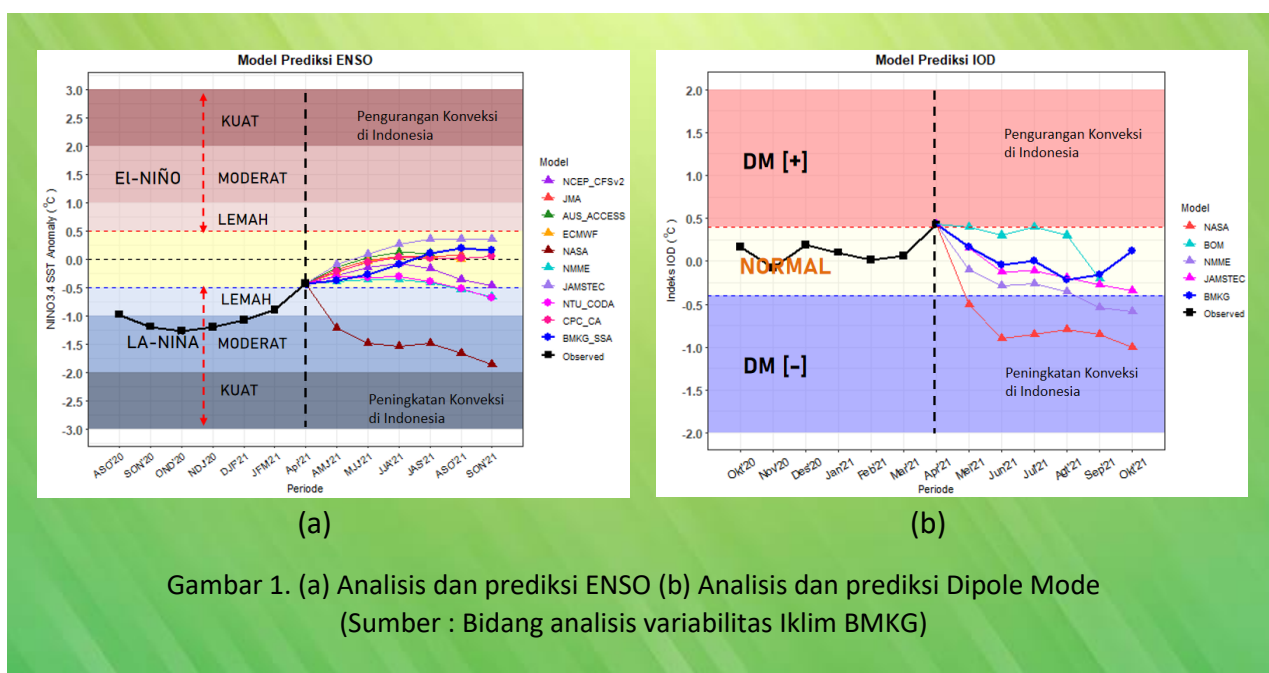 Model Prediksi ENSO
NINO3.4 SST Anomaly (°C)
3.0
2.5
2.0
1.5
1.0
0.5
0.0
-0.5
-1.0
-1.5
-2.0
-2.5
-3.0
KUAT
EL-NIÑO
MODERAT
LEMAH
LEMAH
LA-NIÑA
MODERAT
KUAT
Pengurangan Konveksi
di Indonesia
Peningkatan Konveksi
di Indonesia
ASO'20
SON'20
OND'20
NDJ'20
DJF'21
JFM'21
Apr'21
AMJ'21
MJJ'21
JJA'21
JAS'21
ASO'21
SON'21
Periode
Model
NCEP_CFSv2
JMA
AUS_ACCESS
ECMWF
NASA
NMME
JAMSTEC
NTU_CODA
CPC_CA
BMKG_SSA
Observed
(a)
Model Prediksi IOD
Indeks IOD (°C)
2.0
1.5
1.0
0.5
0.0
-0.5
-1.0
-1.5
-2.0
DM [+]
NORMAL
DM [-]
Pengurangan Konveksi
di Indonesia
Peningkatan Konveksi
di Indonesia
Okt'20
Nov'20
Des'20
Jan'21
Feb'21
Mar'21
Apr'21
Mei'21
Jun'21
Jul'21
Agt'21
Sep'21
Okt'21
Periode
Model
NASA
BOM
NMME
JAMSTEC
BMKG
Observed
(b)
Gambar 1. (a) Analisis dan prediksi ENSO (b) Analisis dan prediksi Dipole Mode
(Sumber : Bidang analisis variabilitas Iklim BMKG)